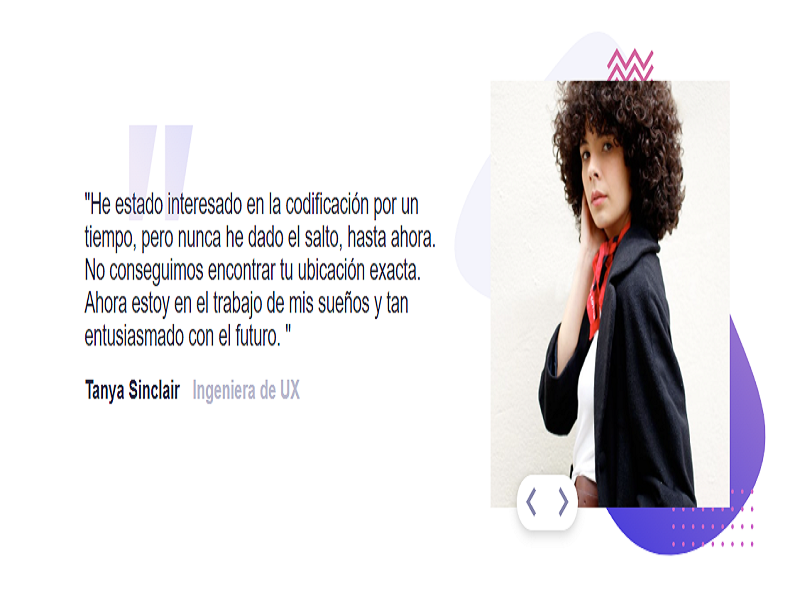 "He estado interesado en la codificación por un
tiempo, pero nunca he dado el salto, hasta ahora.
No conseguimos encontrar tu ubicación exacta.
Ahora estoy en el trabajo de mis sueños y tan
entusiasmado con el futuro. "
Tanya Sinclair Ingeniera de UX